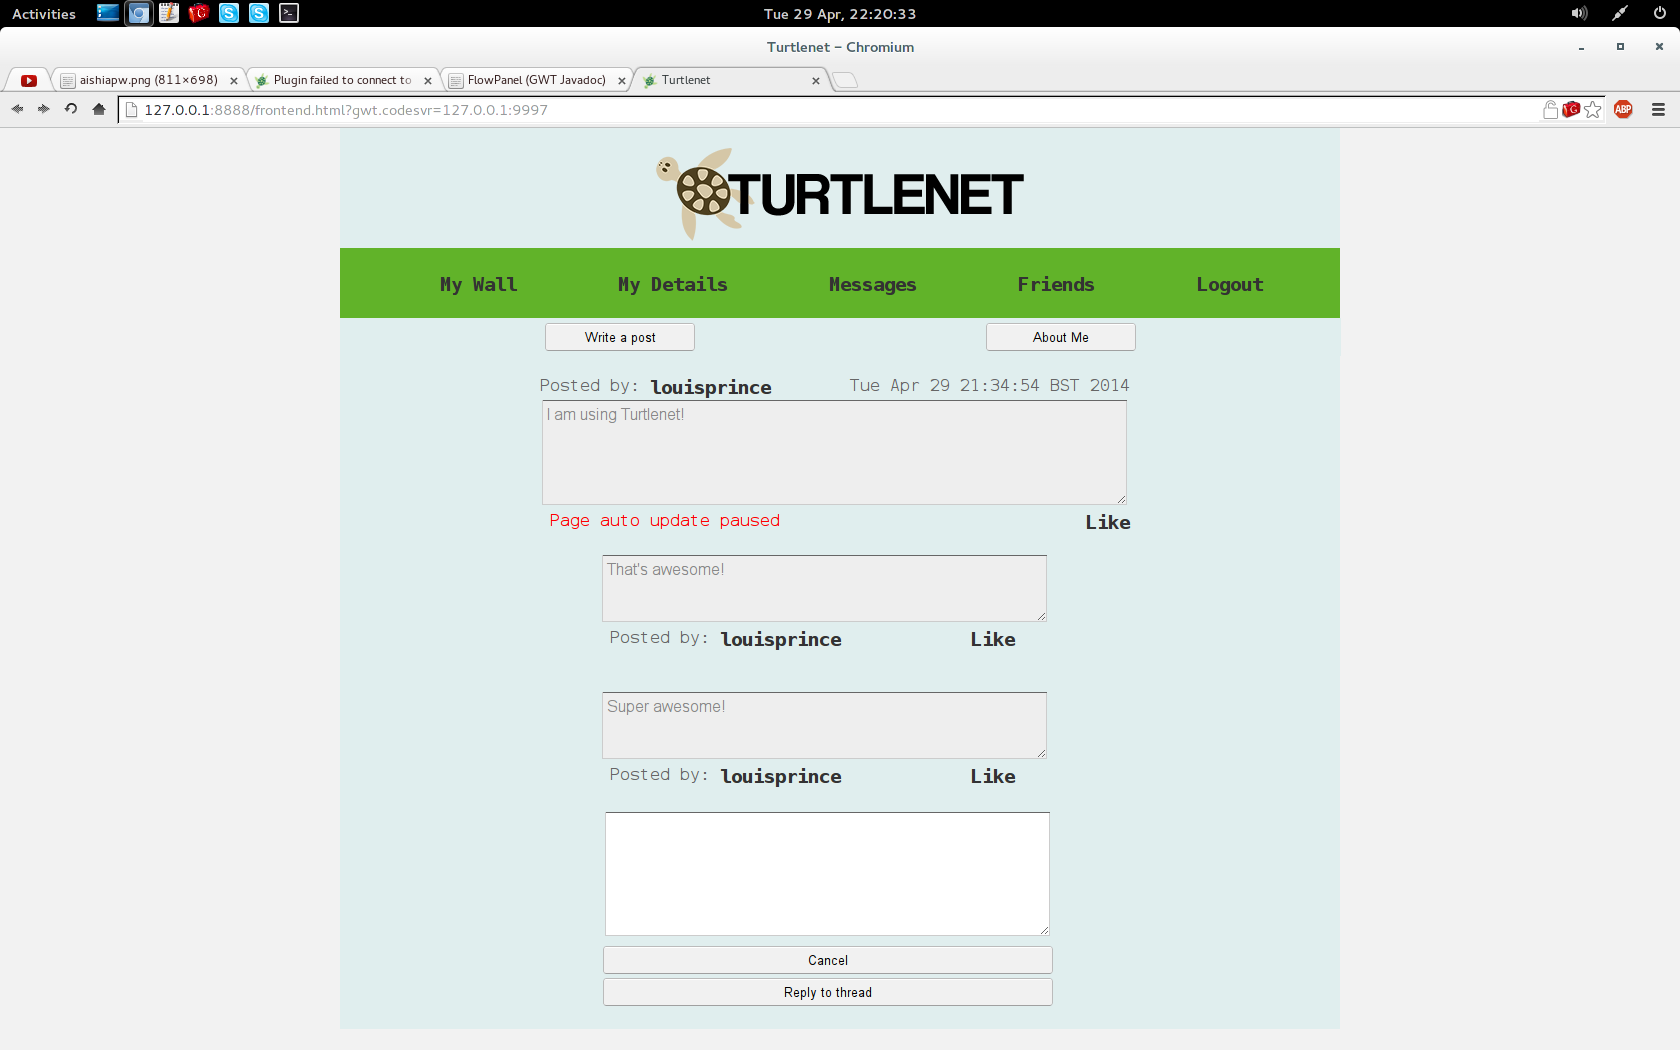 Activities
Tue 29 Apr, 22:20:33
Turtlenet - Chromium
aishiapw.png (811×698)
Plugin failed to connect to
FlowPanel (GWT Javadoc)
Turtlenet
127.0.0.1:8888/frontend.html?gwt.codesvr=127.0.0.1:9997
ABP
TURTLENET
My Wall
My Details
Messages
Friends
Logout
Write a post
About Me
Posted by: louisprince
Tue Apr 29 21:34:54 BST 2014
I am using Turtlenet!
Page auto update paused
Like
That's awesome!
Posted by: louisprince
Like
Super awesome!
Posted by: louisprince
Like
Cancel
Reply to thread